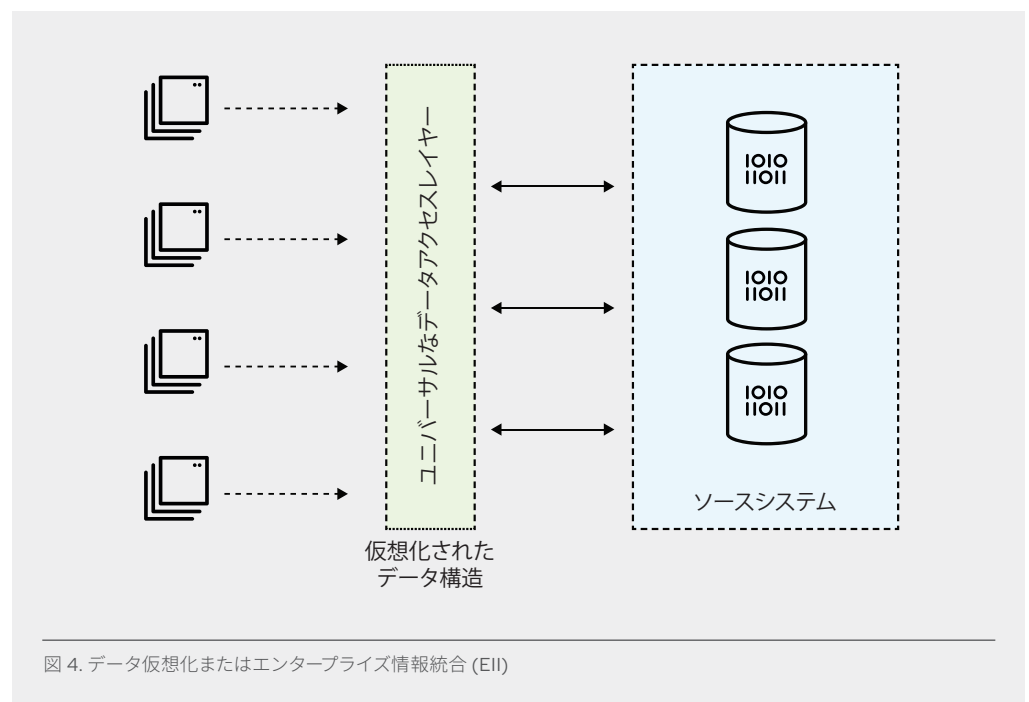 ユニバーサルなデータアクセスレイヤー
1010
11011
1010
11011
1010
11011
ソースシステム
仮想化された
データ構造
図 4. データ仮想化またはエンタープライズ情報統合 (EII)